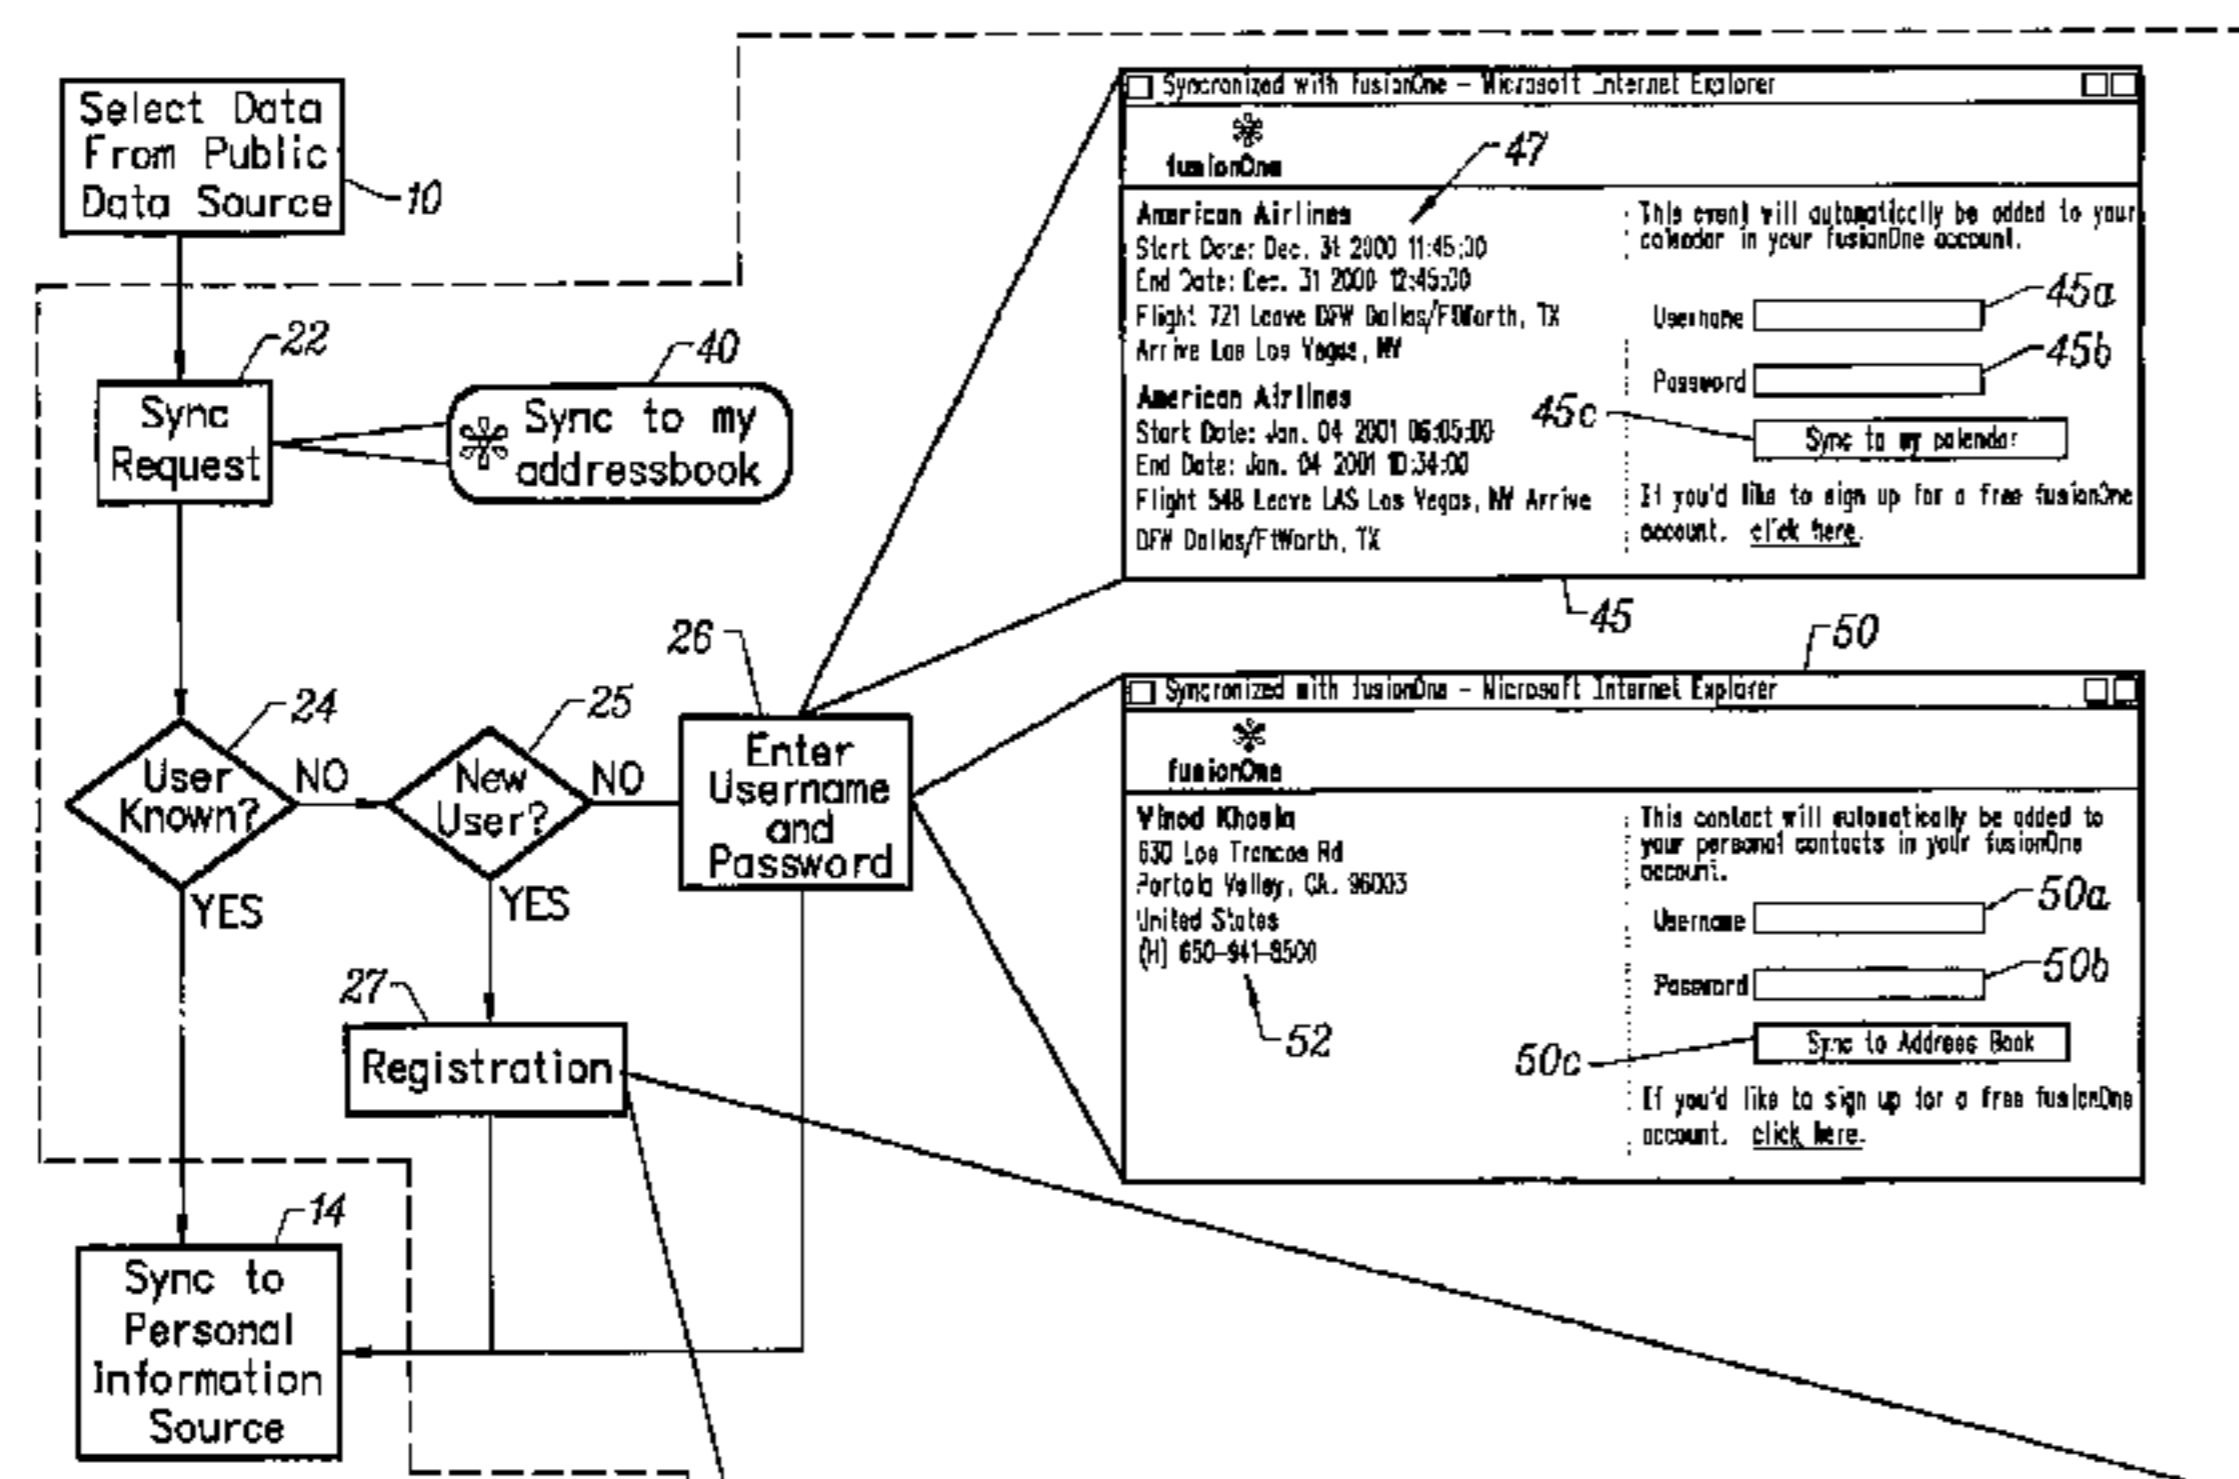 Select Data
From Public
Data Source
10
22
Sync
Request
40
Sync to my
addressbook
24
User
Known?
NO
YES
25
New
User?
NO
YES
26
Enter
Username
and
Password
27
Registration
14
Sync to
Personal
Information
Source
Syncronized with fusionOne – Microsoft Internet Explorer
fusionOne
47
American Airlines
Start Date: Dec. 31 2000 11:45:00
End Date: Dec. 31 2000 12:45:00
Flight 721 Leave DFW Dallas/FtWorth, TX
Arrive Las Los Vegas, NV
American Airlines
Start Date: Jan. 04 2001 06:05:00
End Date: Jan. 04 2001 10:34:00
Flight 548 Leave LAS Los Vegas, NV Arrive
DFW Dallas/FtWorth, TX
This event will automatically be added to your
calendar in your fusionOne account.
Username
45a
Password
45b
45c
Sync to my calendar
If you'd like to sign up for a free fusionOne
account. click here.
45
50
Syncronized with fusionOne – Microsoft Internet Explorer
fusionOne
Vinod Khosla
630 Los Trancos Rd
Portola Valley, CA. 96003
United States
(H) 650–941–8500
52
This contact will automatically be added to
your personal contacts in your fusionOne
account.
Username
50a
Password
50b
50c
Sync to Address Book
If you'd like to sign up for a free fusionOne
account. click here.